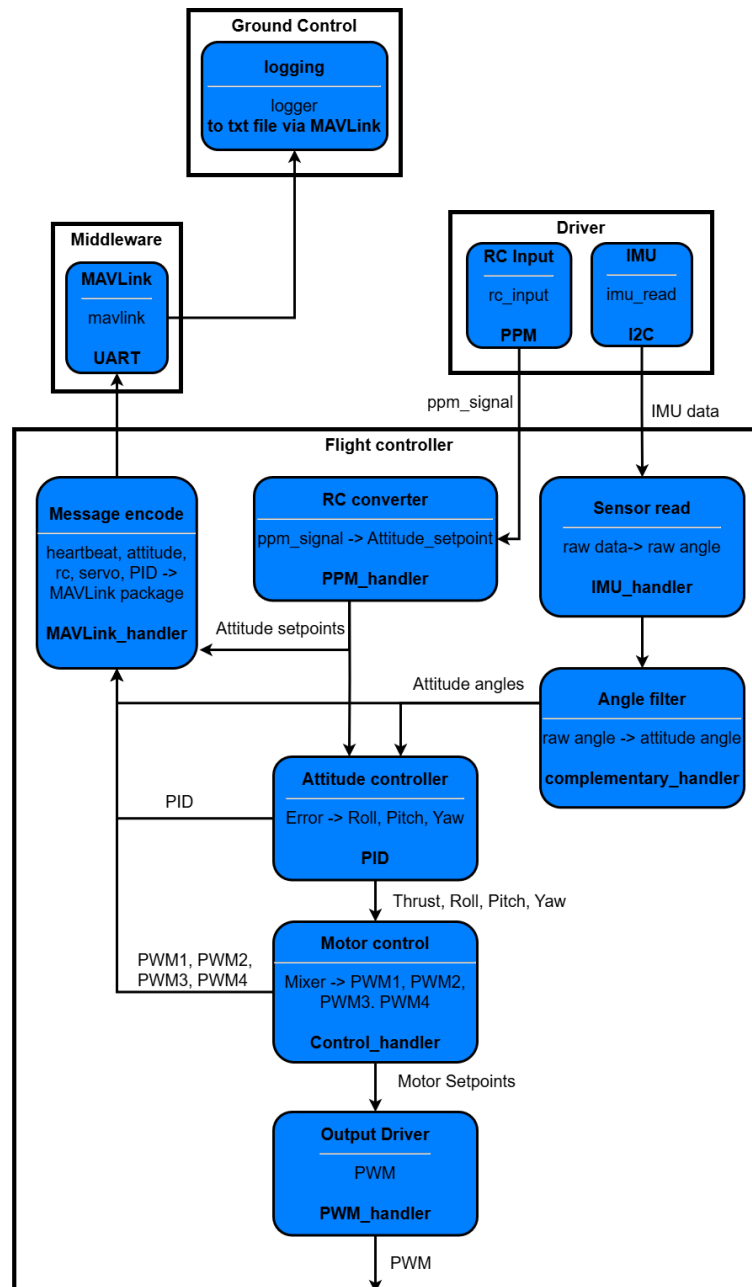 Ground Control
logging
logger
to txt file via MAVLink
Middleware
MAVLink
mavlink
UART
Driver
RC Input
rc_input
PPM
IMU
imu_read
I2C
ppm_signal
IMU data
Flight controller
Message encode
heartbeat, attitude,
rc, servo, PID ->
MAVLink package
MAVLink_handler
RC converter
ppm_signal -> Attitude_setpoint
PPM_handler
Sensor read
raw data-> raw angle
IMU_handler
Attitude setpoints
Attitude angles
Angle filter
raw angle -> attitude angle
complementary_handler
Attitude controller
Error -> Roll, Pitch, Yaw
PID
PID
Thrust, Roll, Pitch, Yaw
Motor control
Mixer -> PWM1, PWM2,
PWM3. PWM4
Control_handler
PWM1, PWM2,
PWM3, PWM4
Motor Setpoints
Output Driver
PWM
PWM_handler
PWM